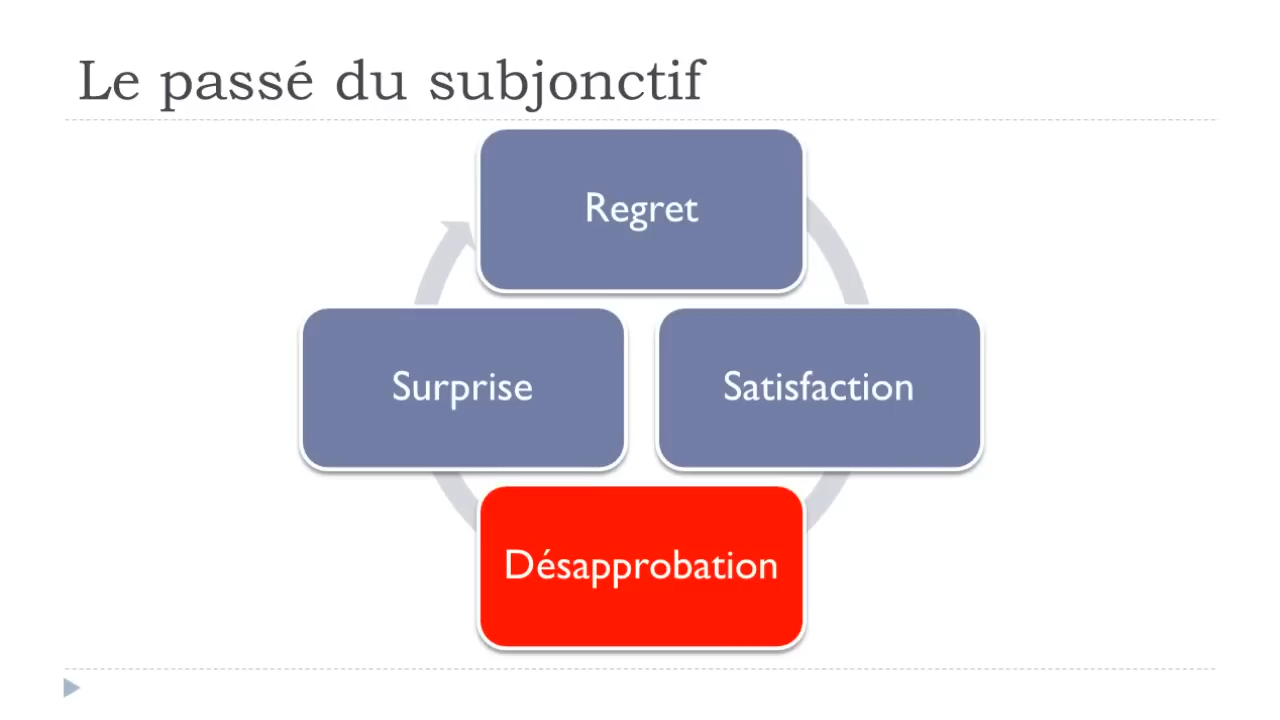 Le passé du subjonctif
Regret
Surprise
Satisfaction
Désapprobation